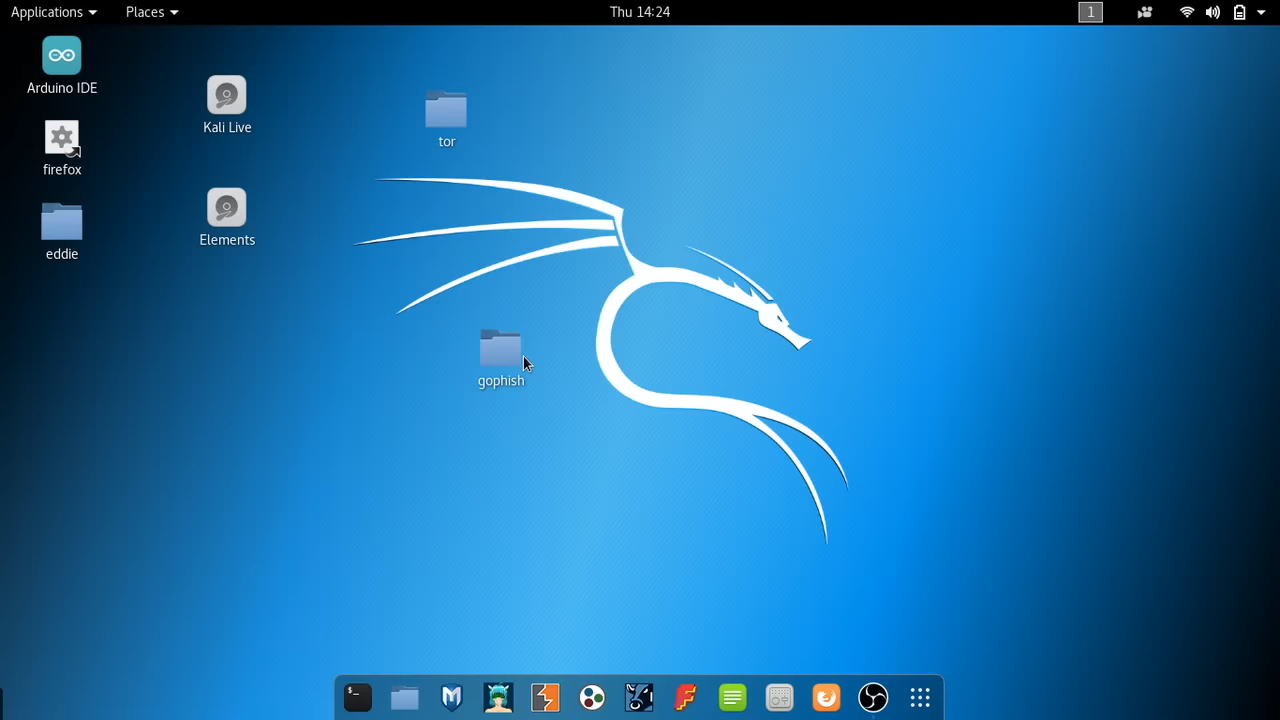 Applications Places Thu 14:24 1
Arduino IDE
firefox
eddie
Kali Live
Elements
tor
gophish
$_